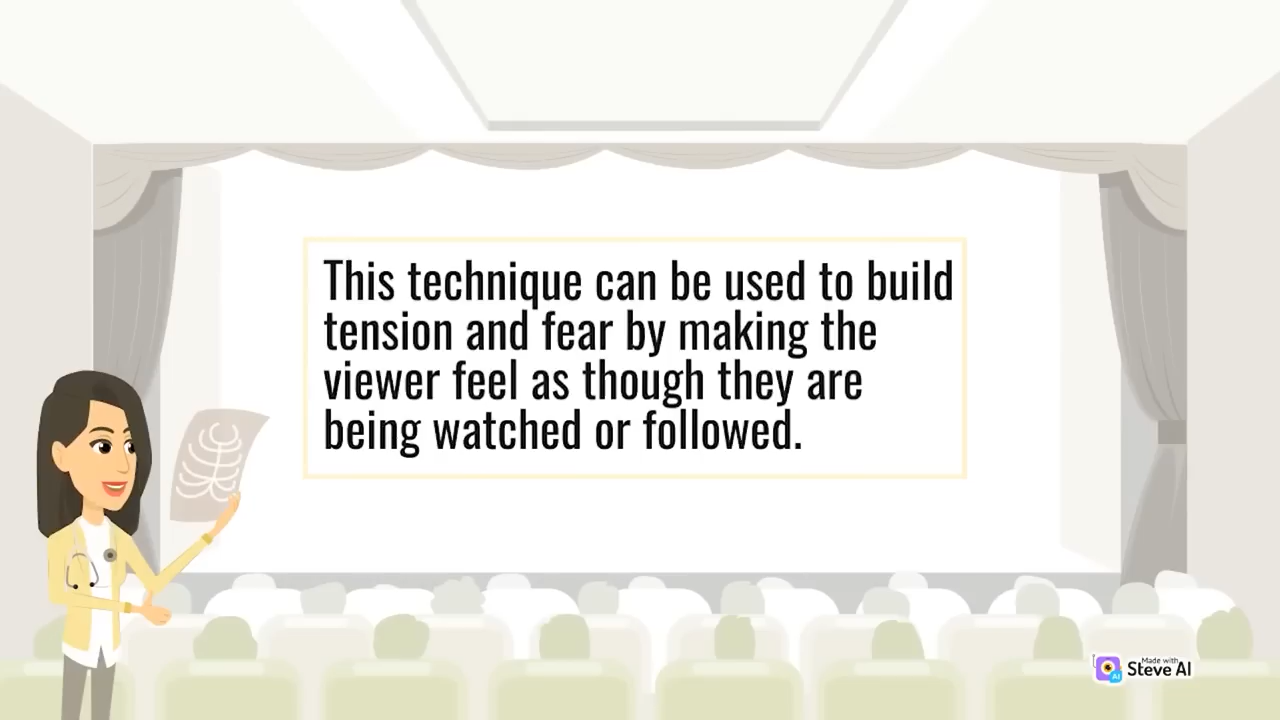 This technique can be used to build
tension and fear by making the
viewer feel as though they are
being watched or followed.
Made with
Steve AI
AI